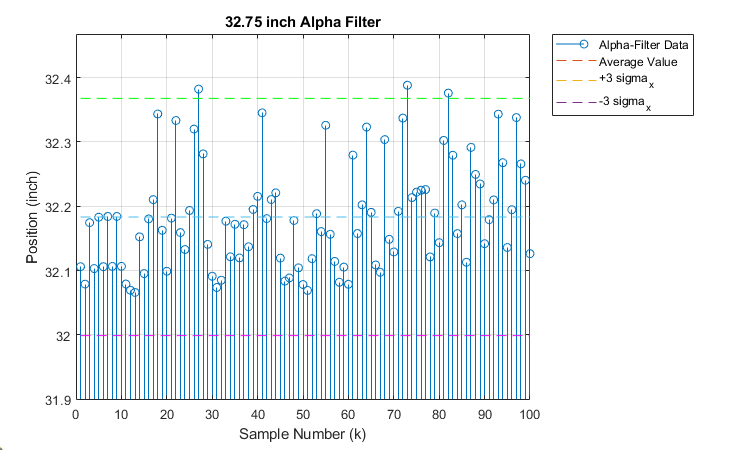 32.75 inch Alpha Filter
Alpha-Filter Data
Average Value
+3 sigma x
-3 sigma x
Position (inch)
32.4
32.3
32.2
32.1
32
31.9
0 10 20 30 40 50 60 70 80 90 100
Sample Number (k)